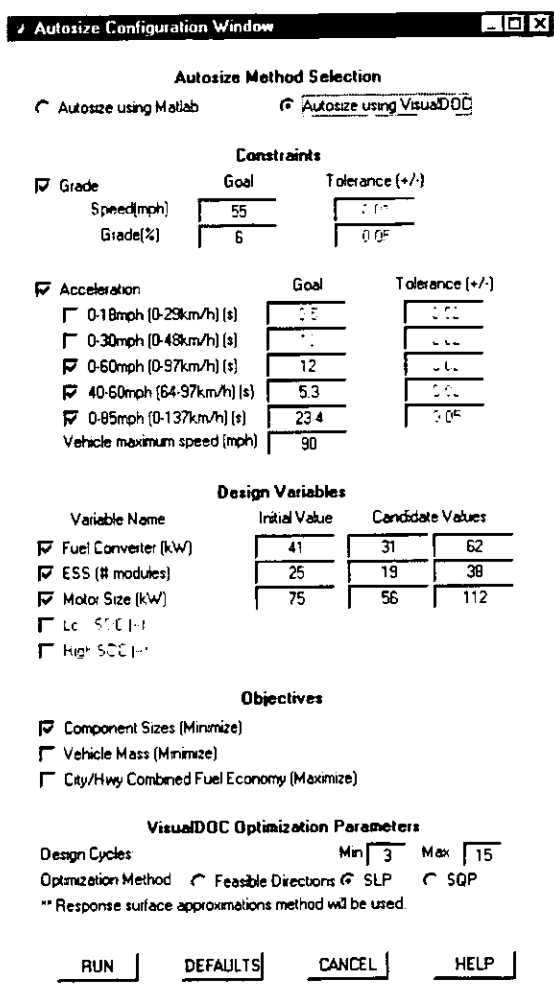 Autosize Configuration Window
Autosize Method Selection
Autosize using Matlab Autosize using VisualDOC
Constraints
Grade Goal Tolerance (+/-)
Speed(mph) 55
Grade(%) 6 0.05
Acceleration Goal Tolerance (+/-)
0-18mph (0-29km/h) (s)
0-30mph (0-48km/h) (s)
0-60mph (0-97km/h) (s) 12
40-60mph (64-97km/h) (s) 5.3
0-85mph (0-137km/h) (s) 23.4 0.05
Vehicle maximum speed (mph) 90
Design Variables
Variable Name Initial Value Candidate Values
Fuel Converter (kW) 41 31 62
ESS (# modules) 25 19 38
Motor Size (kW) 75 56 112
SOC
High SOC
Objectives
Component Sizes (Minimize)
Vehicle Mass (Minimize)
City/Hwy Combined Fuel Economy (Maximize)
VisualDOC Optimization Parameters
Design Cycles Min 3 Max 15
Optimization Method Feasible Directions SLP SQP
** Response surface approximations method will be used.
RUN DEFAULTS CANCEL HELP